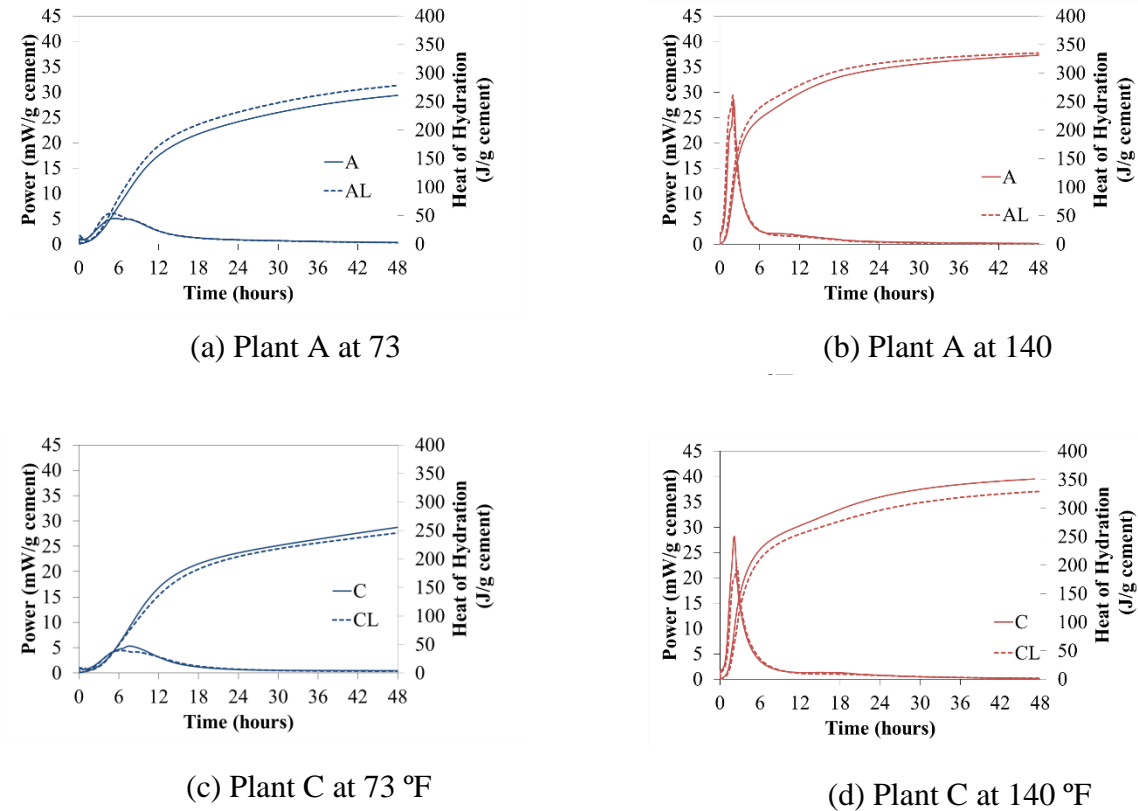 45
40
35
30
25
20
15
10
5
0
Power (mW/g cement)
400
350
300
250
200
150
100
50
0
Heat of Hydration
(J/g cement)
A
AL
0 6 12 18 24 30 36 42 48
Time (hours)
(a) Plant A at 73
45
40
35
30
25
20
15
10
5
0
Power (mW/g cement)
400
350
300
250
200
150
100
50
0
Heat of Hydration
(J/g cement)
A
AL
0 6 12 18 24 30 36 42 48
Time (hours)
(b) Plant A at 140
45
40
35
30
25
20
15
10
5
0
Power (mW/g cement)
400
350
300
250
200
150
100
50
0
Heat of Hydration
(J/g cement)
C
CL
0 6 12 18 24 30 36 42 48
Time (hours)
(c) Plant C at 73 ºF
45
40
35
30
25
20
15
10
5
0
Power (mW/g cement)
400
350
300
250
200
150
100
50
0
Heat of Hydration
(J/g cement)
C
CL
0 6 12 18 24 30 36 42 48
Time (hours)
(d) Plant C at 140 ºF